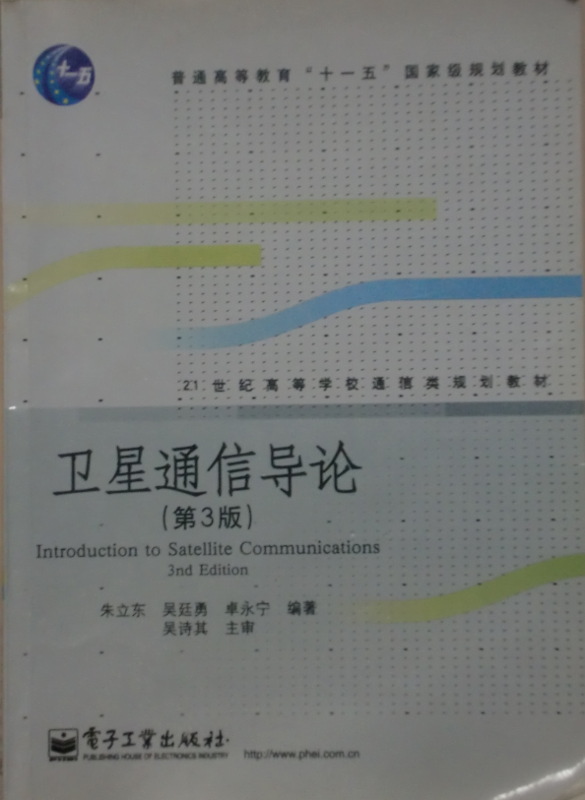 十一五
普通高等教育“十一五”国家级规划教材
21世纪高等学校通信类规划教材
卫星通信导论
（第3版）
Introduction to Satellite Communications
3nd Edition
朱立东 吴廷勇 卓永宁 编著
吴诗其 主审
電子工業出版社
PUBLISHING HOUSE OF ELECTRONICS INDUSTRY
http://www.phei.com.cn